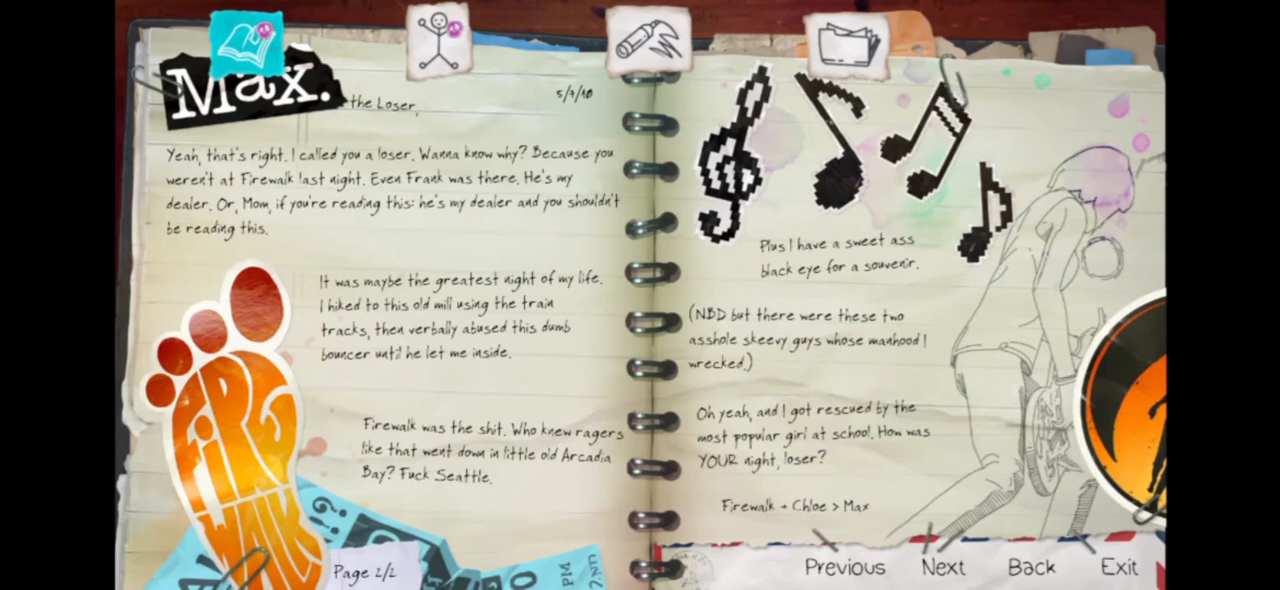 Max.
the Loser,
5/7/10
Yeah, that's right. I called you a loser. Wanna know why? Because you
weren't at Firewalk last night. Even Frank was there. He's my
dealer. Or, Mom, if you're reading this: he's my dealer and you shouldn't
be reading this.
It was maybe the greatest night of my life.
I hiked to this old mill using the train
tracks, then verbally abused this dumb
bouncer until he let me inside.
FIRE
WALK
Firewalk was the shit. Who knew ragers
like that went down in little old Arcadia
Bay? Fuck Seattle.
PM
Page 2/2
Plus I have a sweet ass
black eye for a souvenir.
(NBD but there were these two
asshole skeevy guys whose manhood I
wrecked.)
Oh yeah, and I got rescued by the
most popular girl at school. How was
YOUR night, loser?
Firewalk + Chloe > Max
Previous
Next
Back
Exit